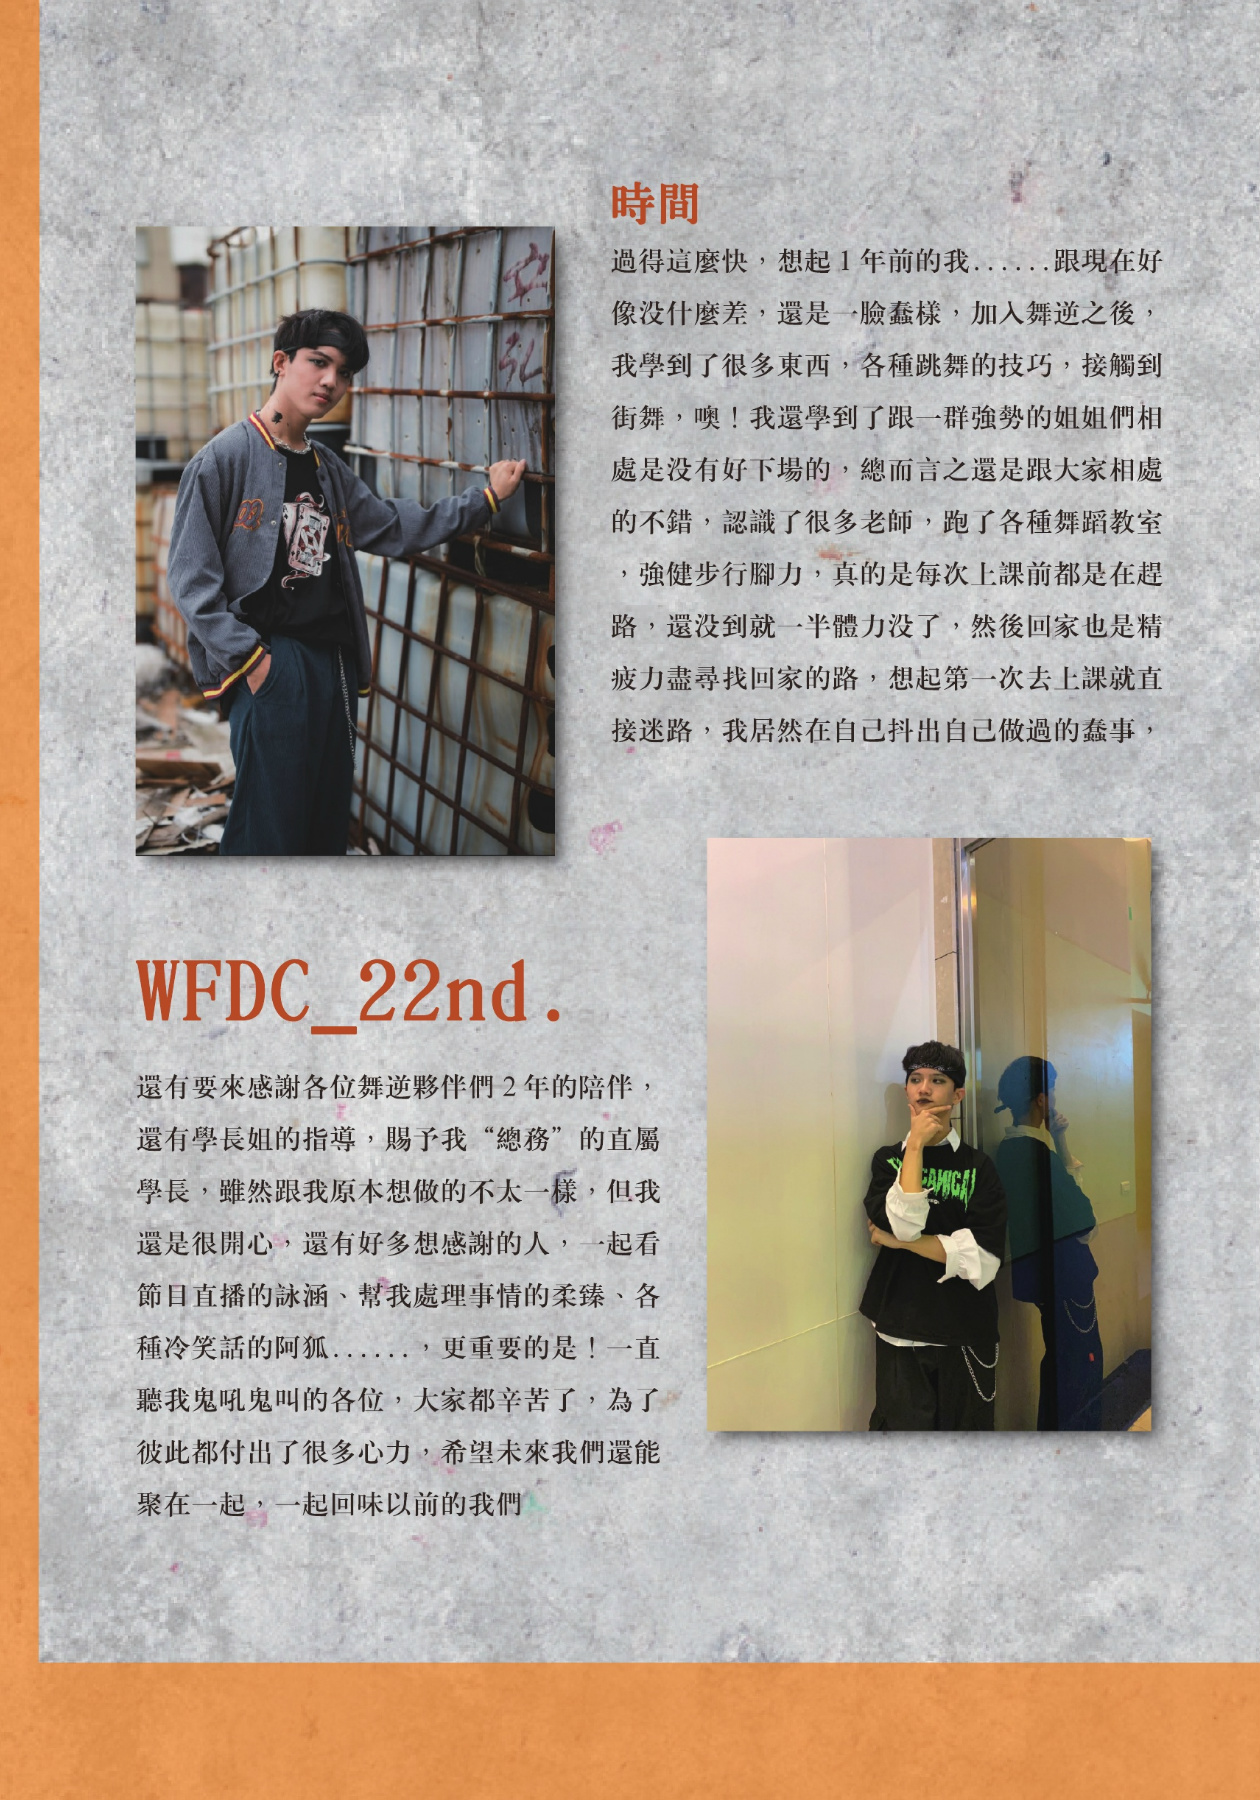 時間
過得這麼快，想起 1 年前的我......跟現在好
像没什麼差，還是一臉蠢樣，加入舞逆之後，
我學到了很多東西，各種跳舞的技巧，接觸到
街舞，噢！我還學到了跟一群強勢的姐姐們相
處是没有好下場的，總而言之還是跟大家相處
的不錯，認識了很多老師，跑了各種舞蹈教室
，強健步行腳力，真的是每次上課前都是在趕
路，還没到就一半體力没了，然後回家也是精
疲力盡尋找回家的路，想起第一次去上課就直
接迷路，我居然在自己抖出自己做過的蠢事，
WFDC_22nd.
還有要來感謝各位舞逆夥伴們 2 年的陪伴，
還有學長姐的指導，賜予我“總務”的直屬
學長，雖然跟我原本想做的不太一樣，但我
還是很開心，還有好多想感謝的人，一起看
節目直播的詠涵、幫我處理事情的柔臻、各
種冷笑話的阿狐......，更重要的是！一直
聽我鬼吼鬼叫的各位，大家都辛苦了，為了
彼此都付出了很多心力，希望未來我們還能
聚在一起，一起回味以前的我們